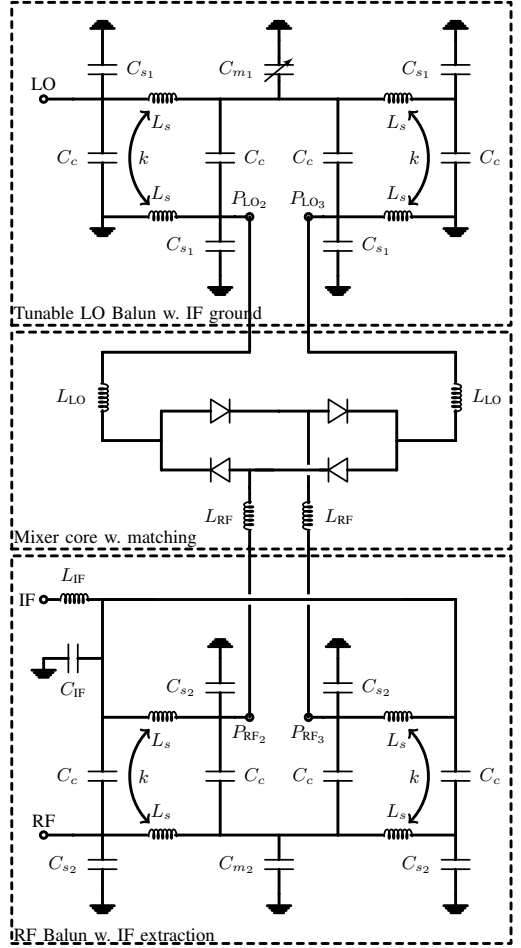 C_{s_1} C_{m_1} C_{s_1}
LO
L_s L_s
C_c k C_c C_c k C_c
L_s P_{LO_2} P_{LO_3} L_s
C_{s_1} C_{s_1}
Tunable LO Balun w. IF ground
L_{LO} L_{LO}
L_{RF} L_{RF}
Mixer core w. matching
L_{IF}
IF
C_{IF} C_{s_2} C_{s_2}
L_s P_{RF_2} P_{RF_3} L_s
C_c k C_c C_c k C_c
L_s L_s
RF
C_{s_2} C_{m_2} C_{s_2}
RF Balun w. IF extraction